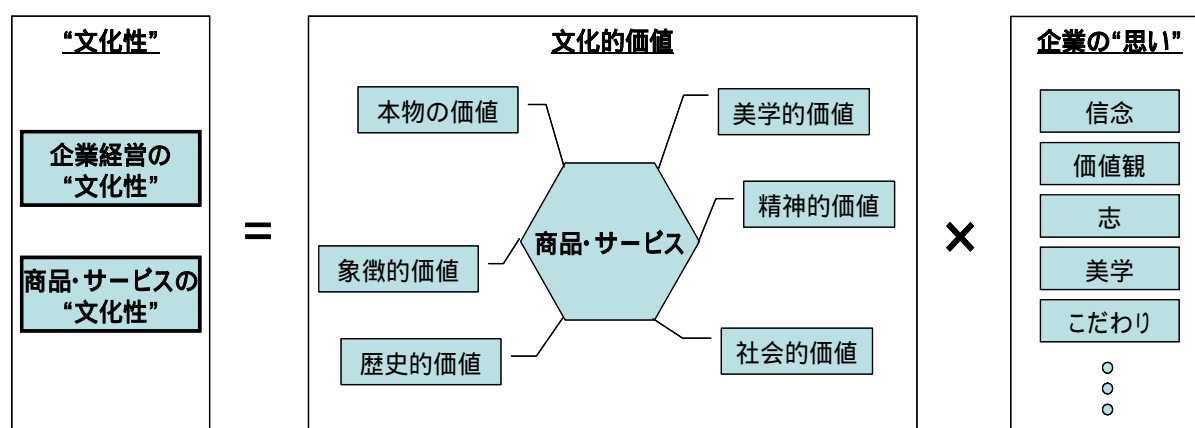 “文化性”
企業経営の
“文化性”
商品・サービスの
“文化性”
=
文化的価値
本物の価値
美学的価値
精神的価値
商品・サービス
象徴的価値
歴史的価値
社会的価値
×
企業の“思い”
信念
価値観
志
美学
こだわり